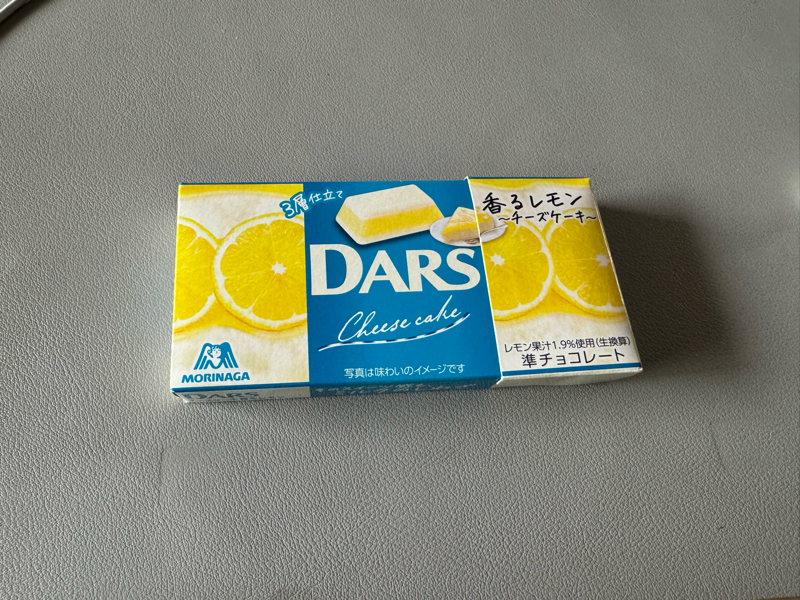 3層仕立て
香るレモン
～チーズケーキ～
DARS
Cheese cake
レモン果汁1.9%使用(生換算)
準チョコレート
写真は味わいのイメージです
MORINAGA
DARS